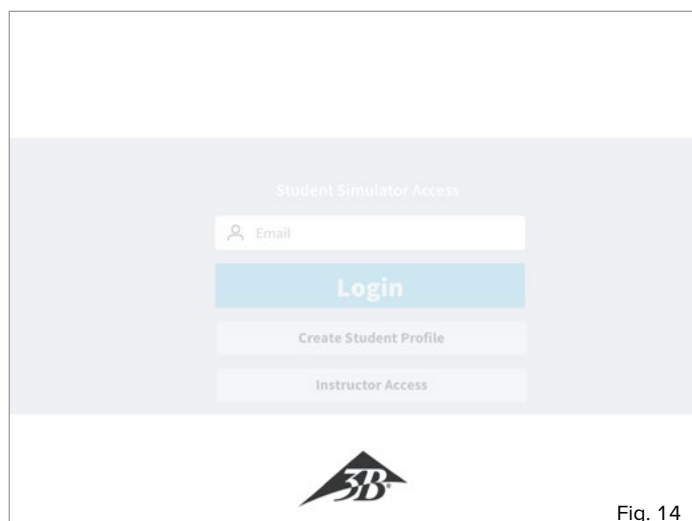 Student Simulator Access
Email
Login
Create Student Profile
Instructor Access
3B®
Fig. 14